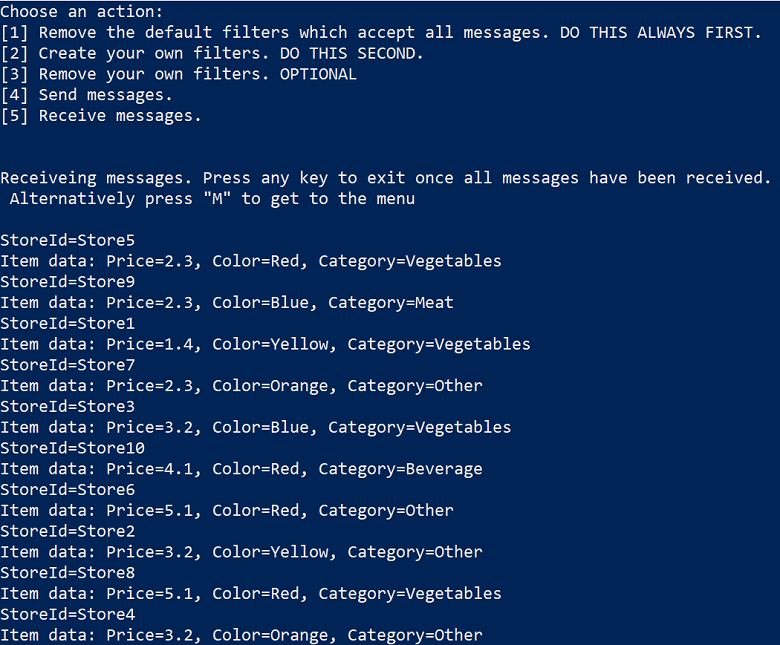 Choose an action:
[1] Remove the default filters which accept all messages. DO THIS ALWAYS FIRST.
[2] Create your own filters. DO THIS SECOND.
[3] Remove your own filters. OPTIONAL
[4] Send messages.
[5] Receive messages.
Receiveing messages. Press any key to exit once all messages have been received.
Alternatively press "M" to get to the menu
StoreId=Store5
Item data: Price=2.3, Color=Red, Category=Vegetables
StoreId=Store9
Item data: Price=2.3, Color=Blue, Category=Meat
StoreId=Store1
Item data: Price=1.4, Color=Yellow, Category=Vegetables
StoreId=Store7
Item data: Price=2.3, Color=Orange, Category=Other
StoreId=Store3
Item data: Price=3.2, Color=Blue, Category=Vegetables
StoreId=Store10
Item data: Price=4.1, Color=Red, Category=Beverage
StoreId=Store6
Item data: Price=5.1, Color=Red, Category=Other
StoreId=Store2
Item data: Price=3.2, Color=Yellow, Category=Other
StoreId=Store8
Item data: Price=5.1, Color=Red, Category=Vegetables
StoreId=Store4
Item data: Price=3.2, Color=Orange, Category=Other